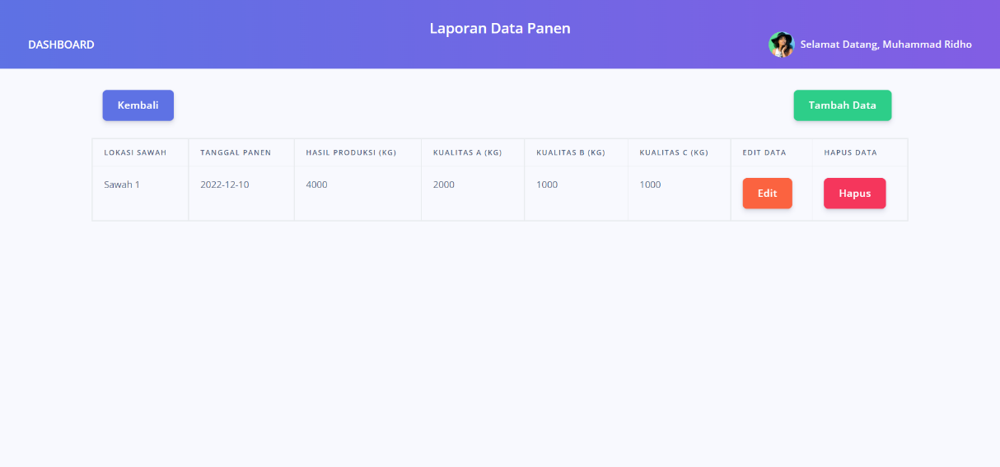 Laporan Data Panen
DASHBOARD
Selamat Datang, Muhammad Ridho
Kembali
Tambah Data
LOKASI SAWAH TANGGAL PANEN HASIL PRODUKSI (KG) KUALITAS A (KG) KUALITAS B (KG) KUALITAS C (KG) EDIT DATA HAPUS DATA
Sawah 1 2022-12-10 4000 2000 1000 1000 Edit Hapus